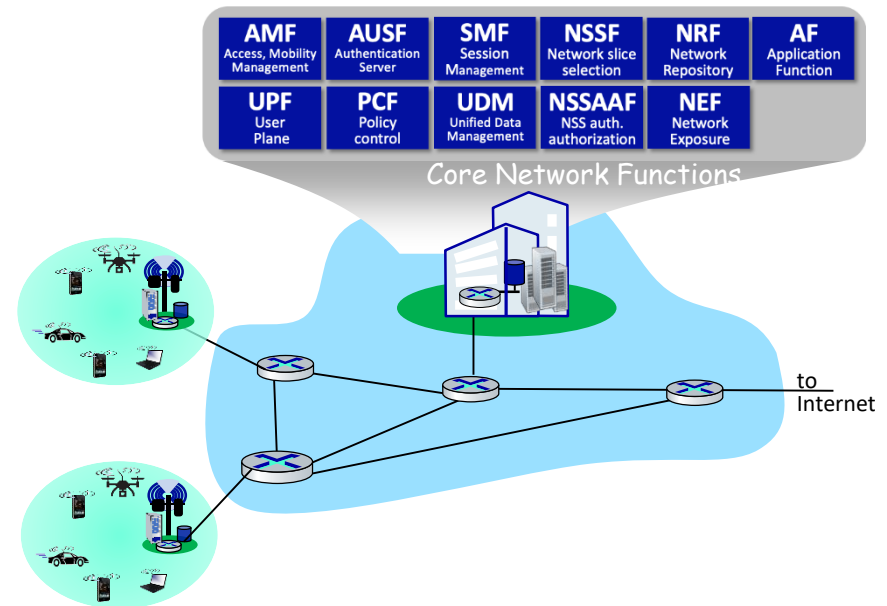 AMF
Access, Mobility
Management
AUSF
Authentication
Server
SMF
Session
Management
NSSF
Network slice
selection
NRF
Network
Repository
AF
Application
Function
UPF
User
Plane
PCF
Policy
control
UDM
Unified Data
Management
NSSAAF
NSS auth.
authorization
NEF
Network
Exposure
Core Network Functions
to
Internet